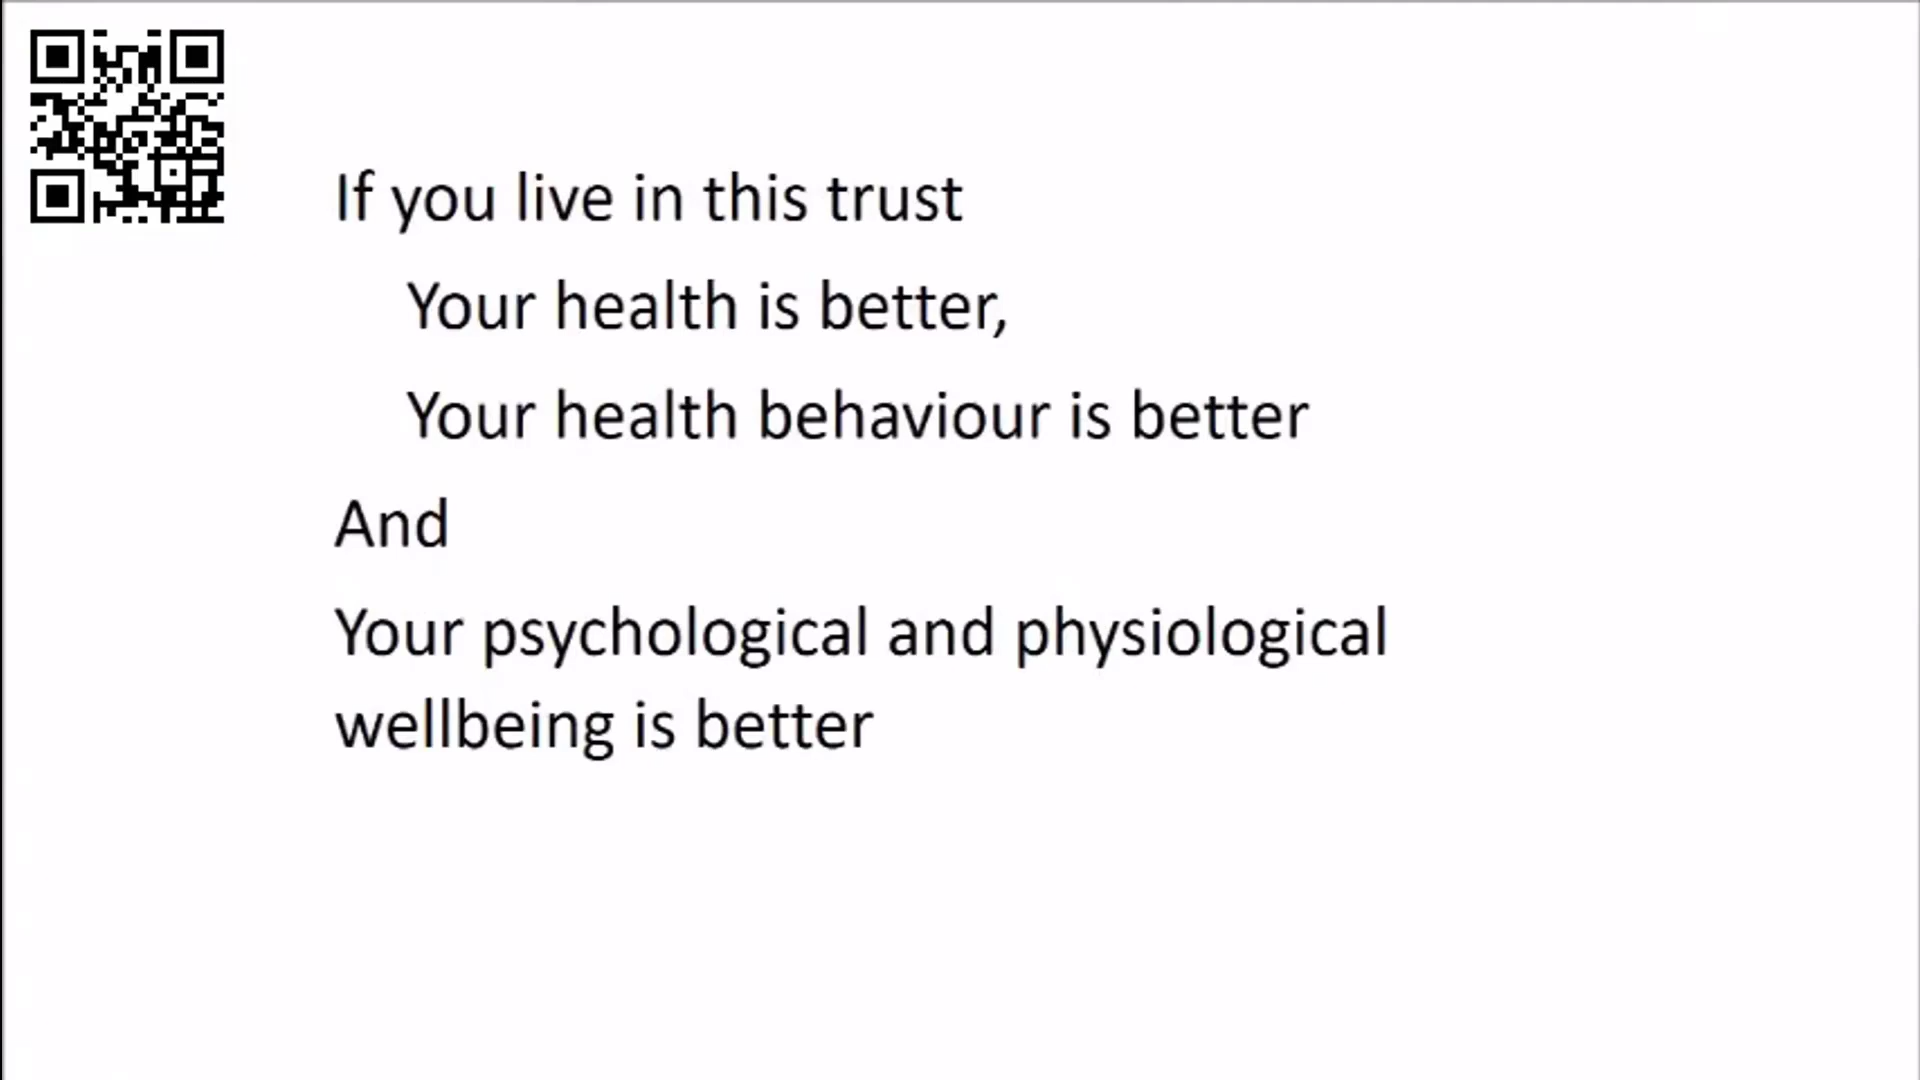 If you live in this trust
Your health is better,
Your health behaviour is better
And
Your psychological and physiological
wellbeing is better